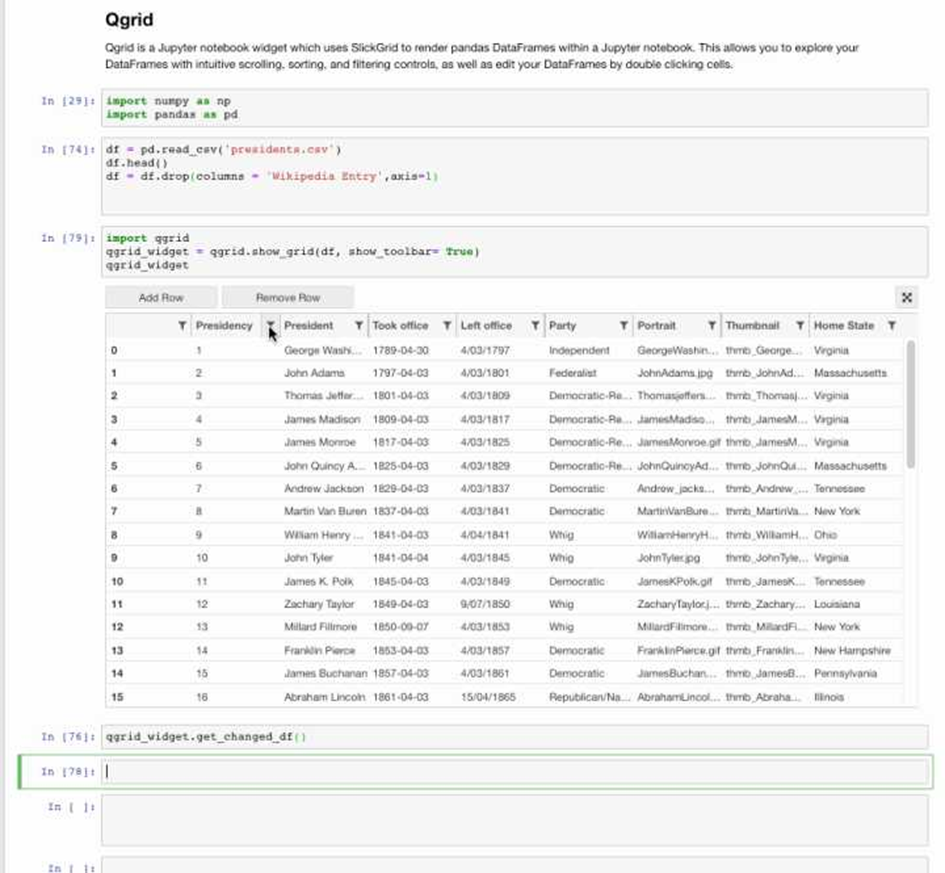 Qgrid
Qgrid is a Jupyter notebook widget which uses SlickGrid to render pandas DataFrames within a Jupyter notebook. This allows you to explore your
DataFrames with intuitive scrolling, sorting, and filtering controls, as well as edit your DataFrames by double clicking cells.
In [29]: import numpy as np
import pandas as pd
In [74]: df = pd.read_csv('presidents.csv')
df.head()
df = df.drop(columns = 'Wikipedia Entry',axis=1)
In [79]: import qgrid
qgrid_widget = qgrid.show_grid(df, show_toolbar= True)
qgrid_widget
Add Row Remove Row
Presidency President Took office Left office Party Portrait Thumbnail Home State
0 1 George Washi... 1789-04-30 4/03/1797 Independent GeorgeWashin... thmb_George... Virginia
1 2 John Adams 1797-04-03 4/03/1801 Federalist JohnAdams.jpg thmb_JohnAd... Massachusetts
2 3 Thomas Jeffer... 1801-04-03 4/03/1809 Democratic-Re... Thomasjeffers... thmb_Thomasj... Virginia
3 4 James Madison 1809-04-03 4/03/1817 Democratic-Re... JamesMadiso... thmb_JamesM... Virginia
4 5 James Monroe 1817-04-03 4/03/1825 Democratic-Re... JamesMonroe.gif thmb_JamesM... Virginia
5 6 John Quincy A... 1825-04-03 4/03/1829 Democratic-Re... JohnQuincyAd... thmb_JohnQui... Massachusetts
6 7 Andrew Jackson 1829-04-03 4/03/1837 Democratic Andrew_jacks... thmb_Andrew_... Tennessee
7 8 Martin Van Buren 1837-04-03 4/03/1841 Democratic MartinVanBure... thmb_MartinVa... New York
8 9 William Henry ... 1841-04-03 4/04/1841 Whig WilliamHenryH... thmb_WilliamH... Ohio
9 10 John Tyler 1841-04-04 4/03/1845 Whig JohnTyler.jpg thmb_JohnTyle... Virginia
10 11 James K. Polk 1845-04-03 4/03/1849 Democratic JamesKPolk.gif thmb_JamesK... Tennessee
11 12 Zachary Taylor 1849-04-03 9/07/1850 Whig ZacharyTaylor.j... thmb_Zachary... Louisiana
12 13 Millard Fillmore 1850-09-07 4/03/1853 Whig MillardFillmore... thmb_MillardFi... New York
13 14 Franklin Pierce 1853-04-03 4/03/1857 Democratic FranklinPierce.gif thmb_Franklin... New Hampshire
14 15 James Buchanan 1857-04-03 4/03/1861 Democratic JamesBuchan... thmb_JamesB... Pennsylvania
15 16 Abraham Lincoln 1861-04-03 15/04/1865 Republican/Na... AbrahamLincol... thmb_Abraha... Illinois
In [76]: qgrid_widget.get_changed_df()
In [78]:
In [ ]:
In [ ]: